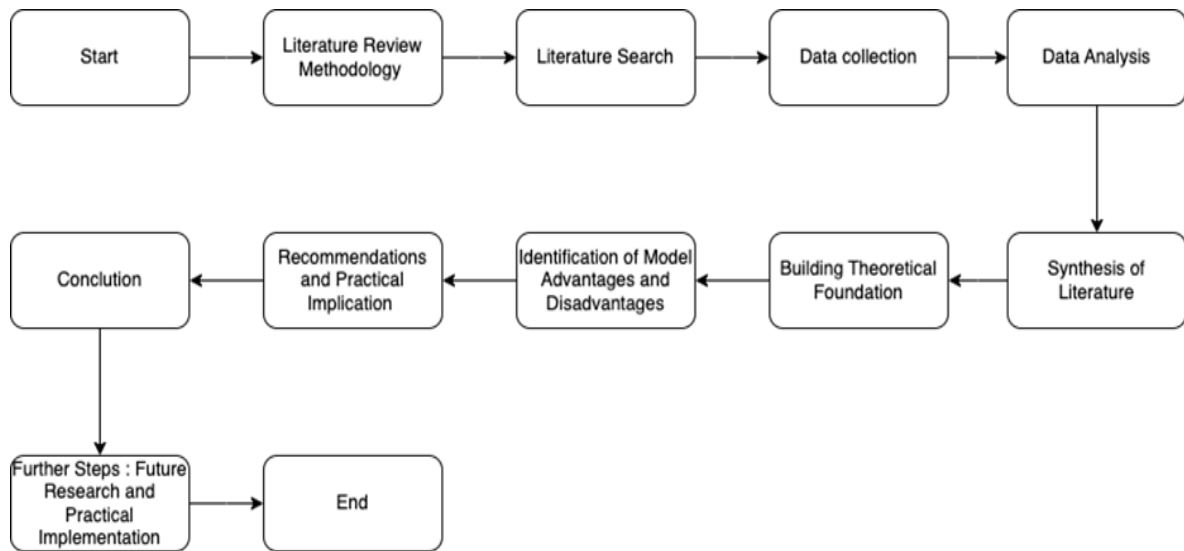 Start
Literature Review
Methodology
Literature Search
Data collection
Data Analysis
Synthesis of
Literature
Building Theoretical
Foundation
Identification of Model
Advantages and
Disadvantages
Recommendations
and Practical
Implication
Conclution
Further Steps : Future
Research and
Practical
Implementation
End